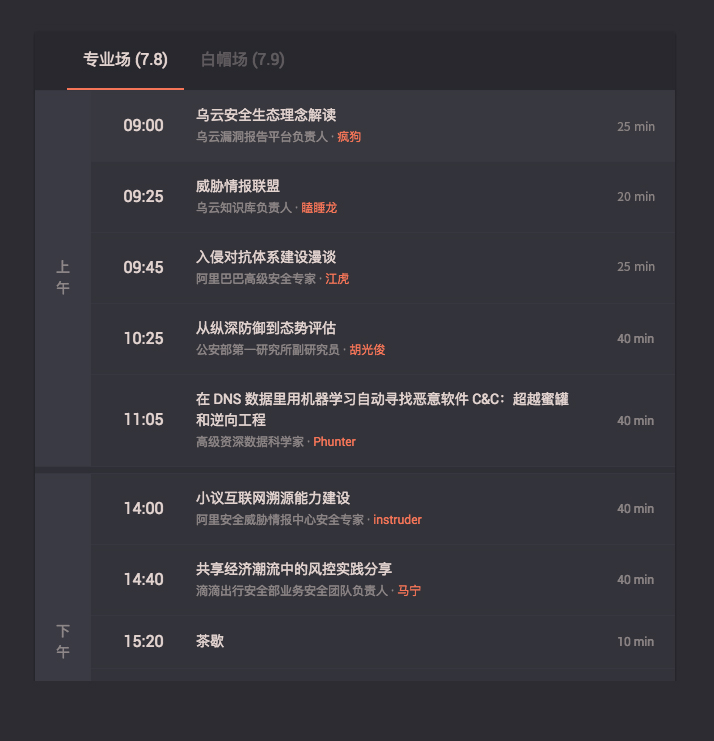 专业场 (7.8)
白帽场 (7.9)
上午
09:00
乌云安全生态理念解读
乌云漏洞报告平台负责人 · 疯狗
25 min
09:25
威胁情报联盟
乌云知识库负责人 · 瞌睡龙
20 min
09:45
入侵对抗体系建设漫谈
阿里巴巴高级安全专家 · 江虎
25 min
10:25
从纵深防御到态势评估
公安部第一研究所副研究员 · 胡光俊
40 min
11:05
在 DNS 数据里用机器学习自动寻找恶意软件 C&C：超越蜜罐
和逆向工程
高级资深数据科学家 · Phunter
40 min
下午
14:00
小议互联网溯源能力建设
阿里安全威胁情报中心安全专家 · instruder
40 min
14:40
共享经济潮流中的风控实践分享
滴滴出行安全部业务安全团队负责人 · 马宁
40 min
15:20
茶歇
10 min